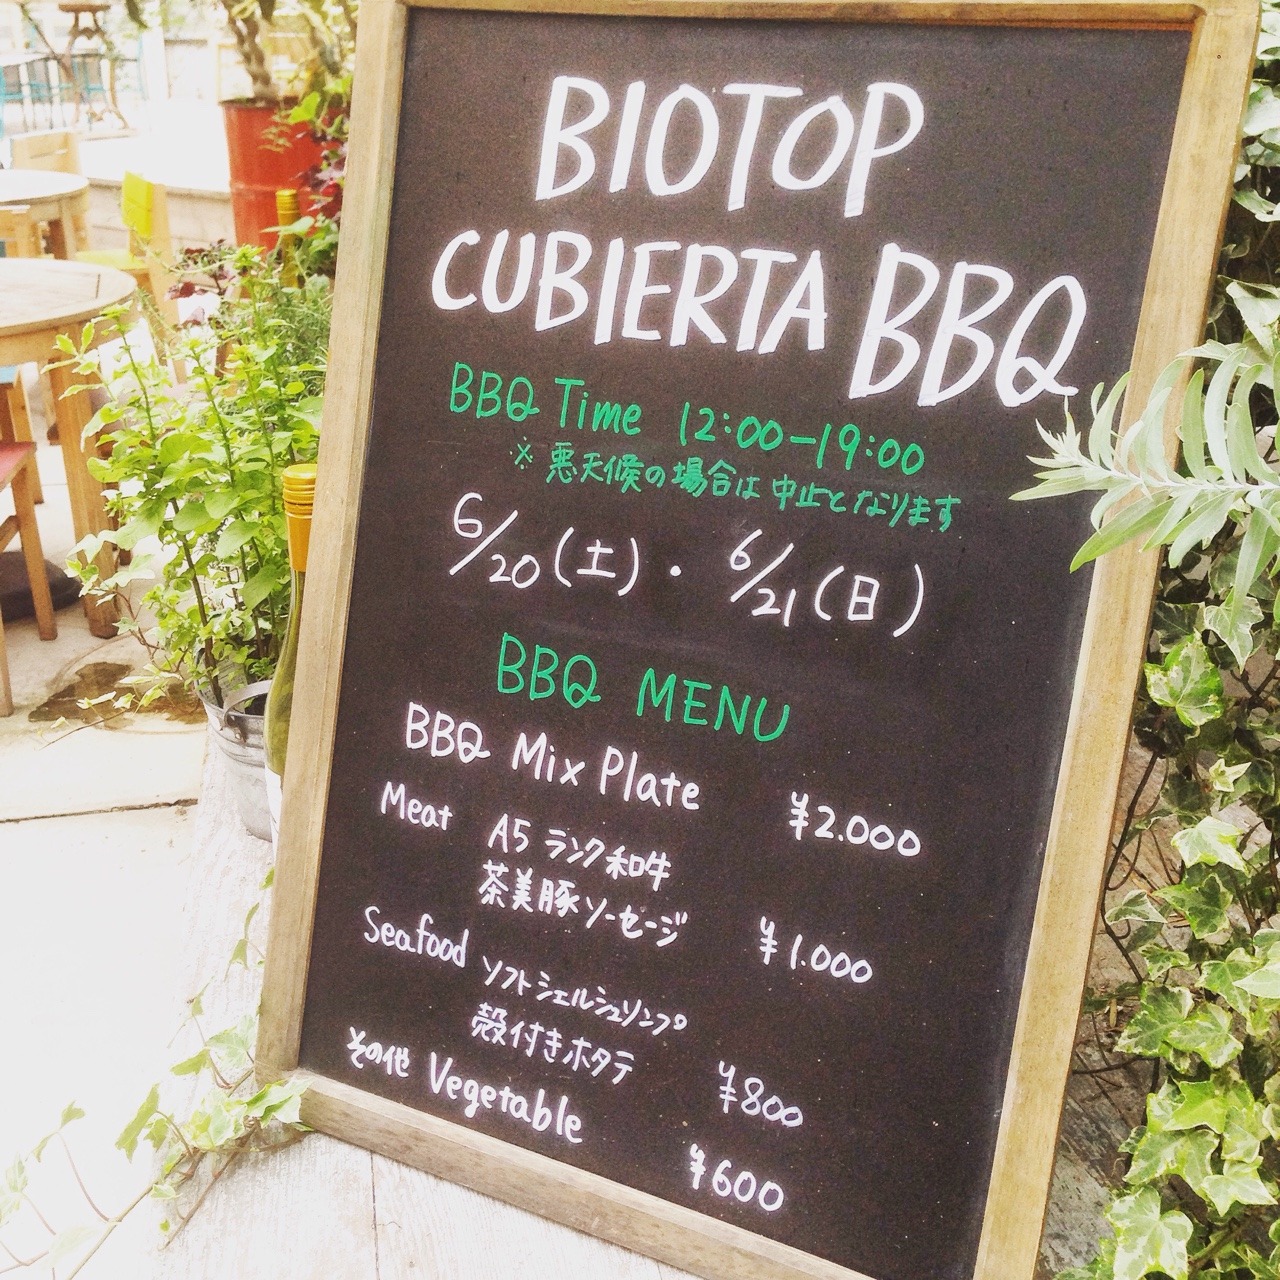 BIOTOP
CUBIERTA BBQ
BBQ Time 12:00-19:00
※ 悪天候の場合は中止となります
6/20(土)・6/21(日)
BBQ MENU
BBQ Mix Plate ¥2.000
Meat A5ランク和牛
茶美豚ソーセージ ¥1.000
Seafood ソフトシェルシュリンプ
殻付きホタテ ¥800
その他 Vegetable
¥600